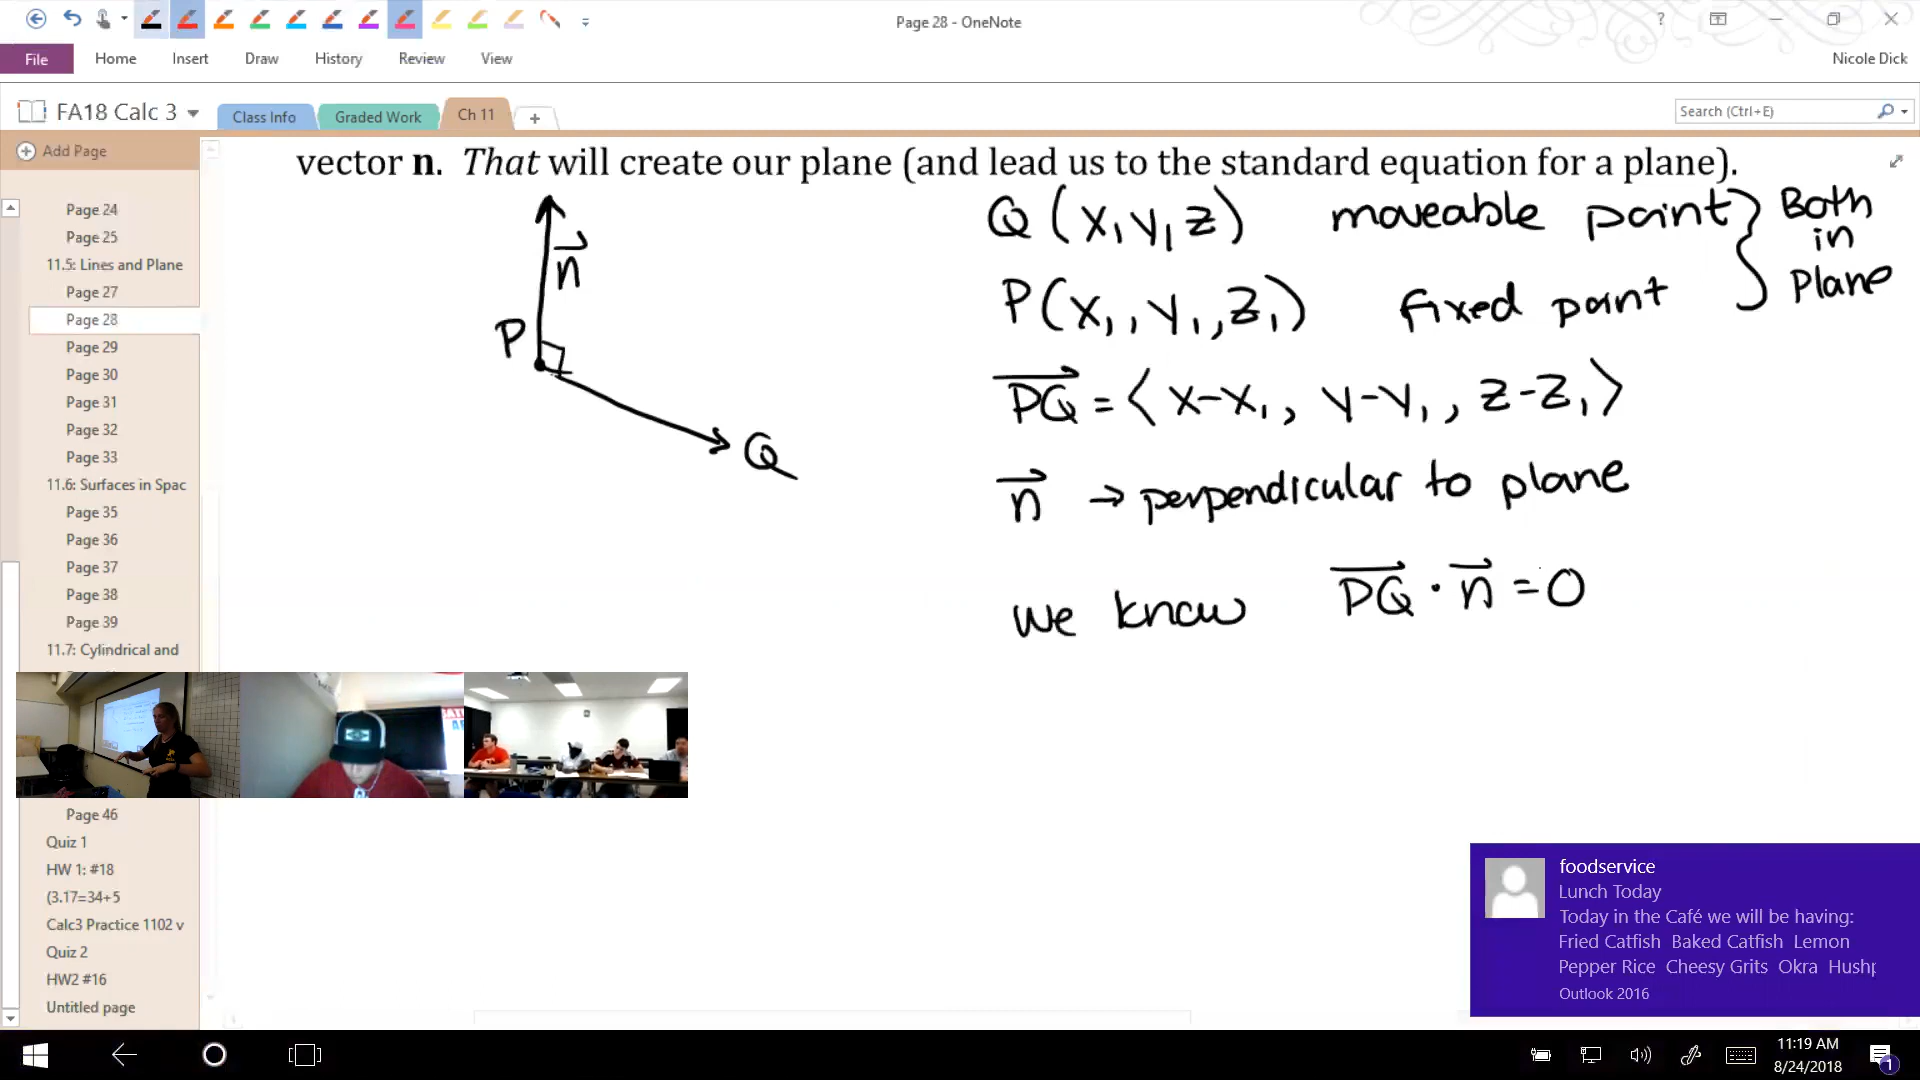 Page 28 - OneNote
?
File
Home
Insert
Draw
History
Review
View
Nicole Dick
FA18 Calc 3
Class Info
Graded Work
Ch 11
Search (Ctrl+E)
Add Page
Page 24
Page 25
11.5: Lines and Plane
Page 27
Page 28
Page 29
Page 30
Page 31
Page 32
Page 33
11.6: Surfaces in Spac
Page 35
Page 36
Page 37
Page 38
Page 39
11.7: Cylindrical and
Page 46
Quiz 1
HW 1: #18
(3.17=34+5
Calc3 Practice 1102 v
Quiz 2
HW2 #16
Untitled page
vector n. That will create our plane (and lead us to the standard equation for a plane).
n⃗
P
Q
Q (x,y,z) moveable point
P(x₁,y₁,z₁) fixed point
Both
in
plane
PQ⃗ = ⟨x-x₁, y-y₁, z-z₁⟩
n⃗ → perpendicular to plane
we know PQ⃗ · n⃗ = 0
foodservice
Lunch Today
Today in the Café we will be having:
Fried Catfish Baked Catfish Lemon
Pepper Rice Cheesy Grits Okra Hushp
Outlook 2016
11:19 AM
8/24/2018
1